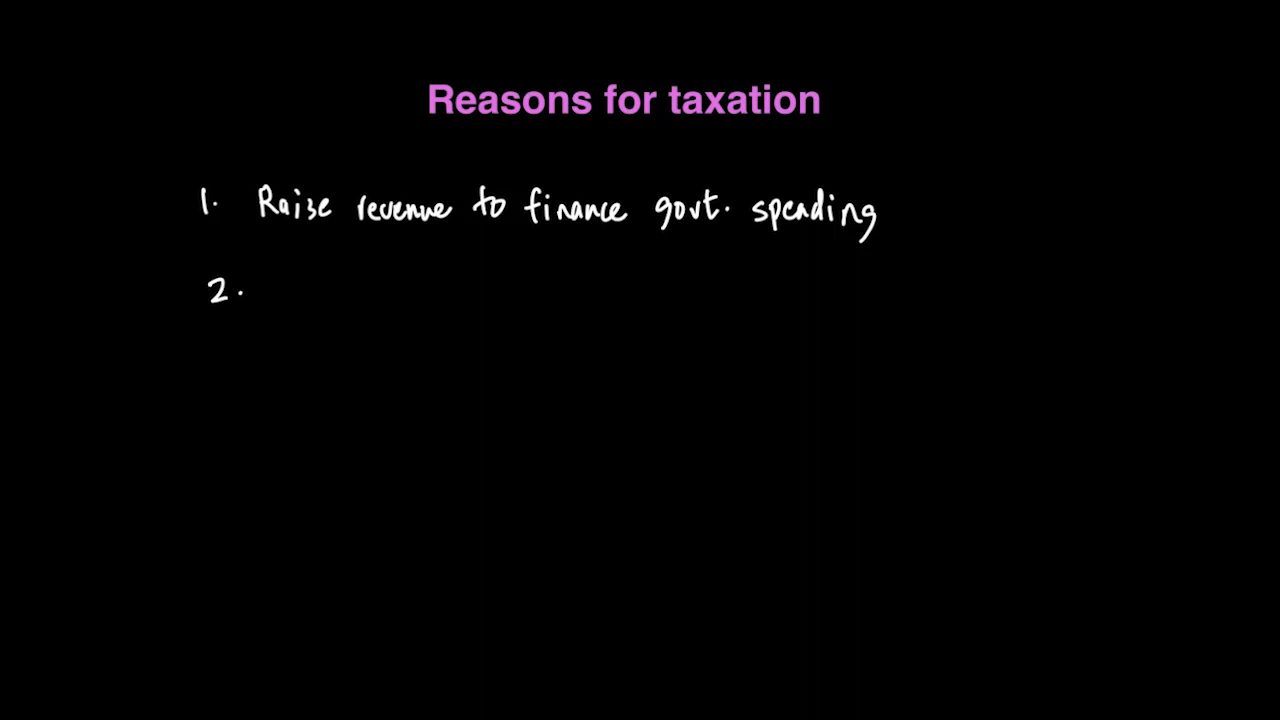 Reasons for taxation
1. Raise revenue to finance govt. spending
2.